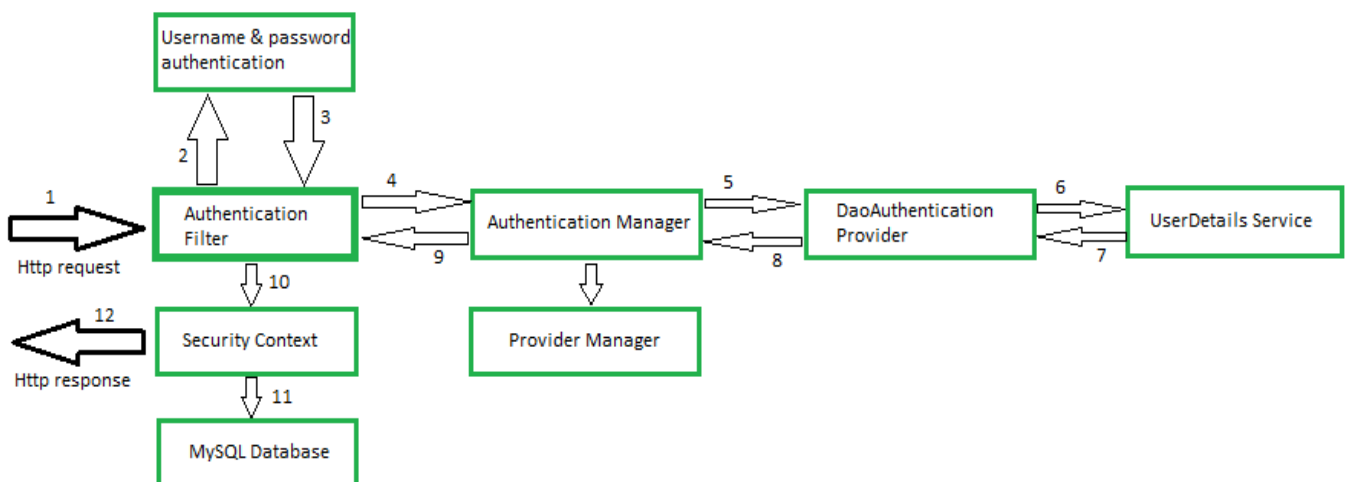 Username & password
authentication
2
3
1
Http request
Authentication
Filter
4
9
Authentication Manager
5
8
DaoAuthentication
Provider
6
7
UserDetails Service
10
12
Http response
Security Context
Provider Manager
11
MySQL Database